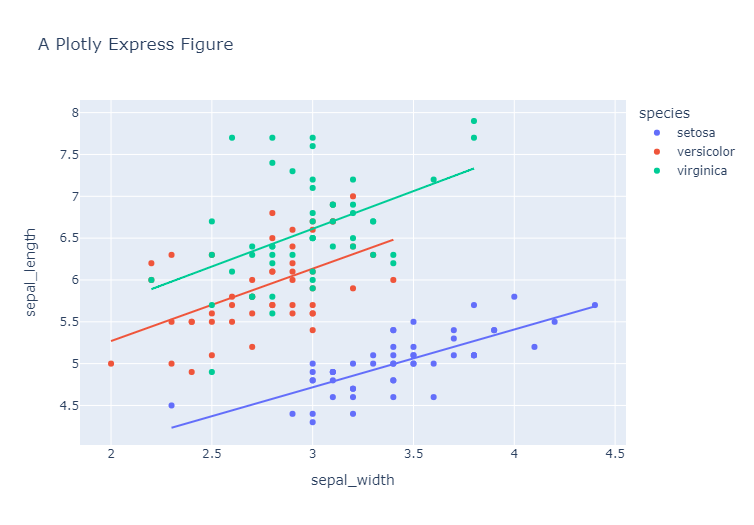 A Plotly Express Figure
species
setosa
versicolor
virginica
sepal_length
8
7.5
7
6.5
6
5.5
5
4.5
2
2.5
3
3.5
4
4.5
sepal_width